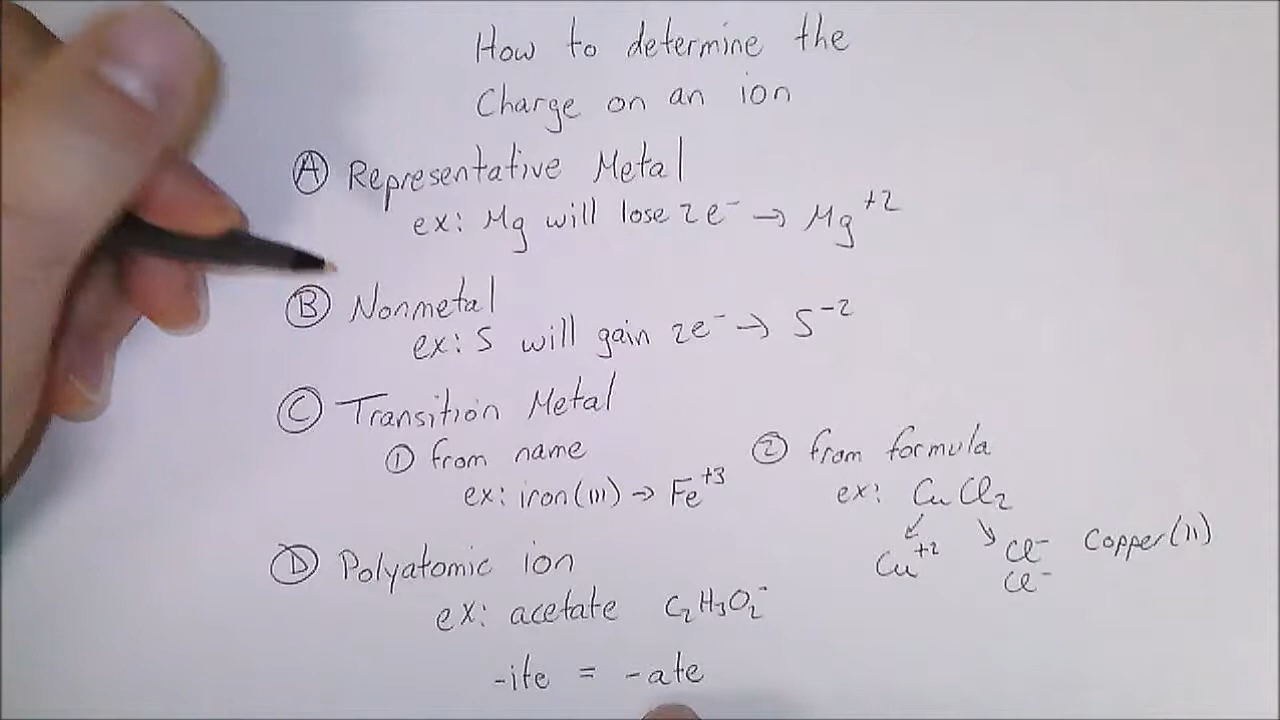 How to determine the
Charge on an ion
Ⓐ Representative Metal
ex: Mg will lose 2e⁻ → Mg⁺²
Ⓑ Nonmetal
ex: S will gain 2e⁻ → S⁻²
Ⓒ Transition Metal
① from name
ex: iron(III) → Fe⁺³
② from formula
ex: CuCl₂
↙ ↘
Cu⁺² Cl⁻ Copper(II)
Cl⁻
Ⓓ Polyatomic ion
ex: acetate C₂H₃O₂⁻
-ite = -ate